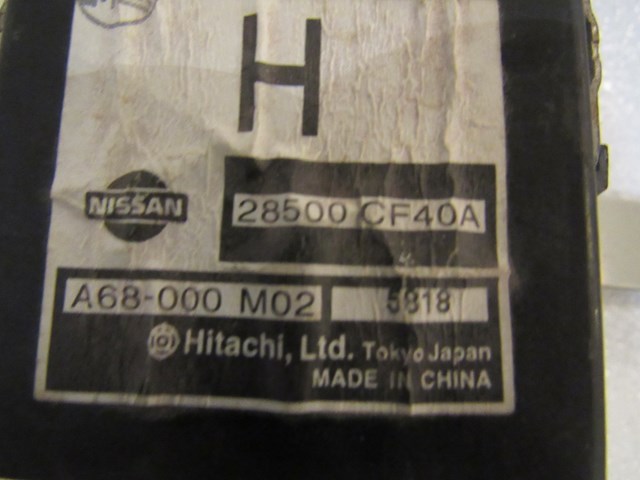 H
NISSAN
28500 CF40A
A68-000 M02 5818
Hitachi, Ltd. Tokyo Japan
MADE IN CHINA